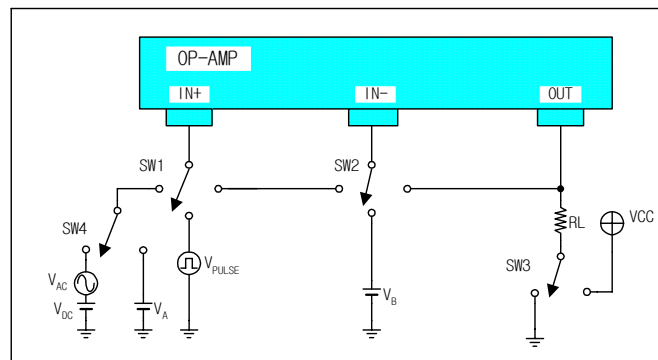 OP-AMP
IN+
IN-
OUT
SW1
SW2
SW4
RL
VCC
SW3
VAC
VDC
VA
VPULSE
VB